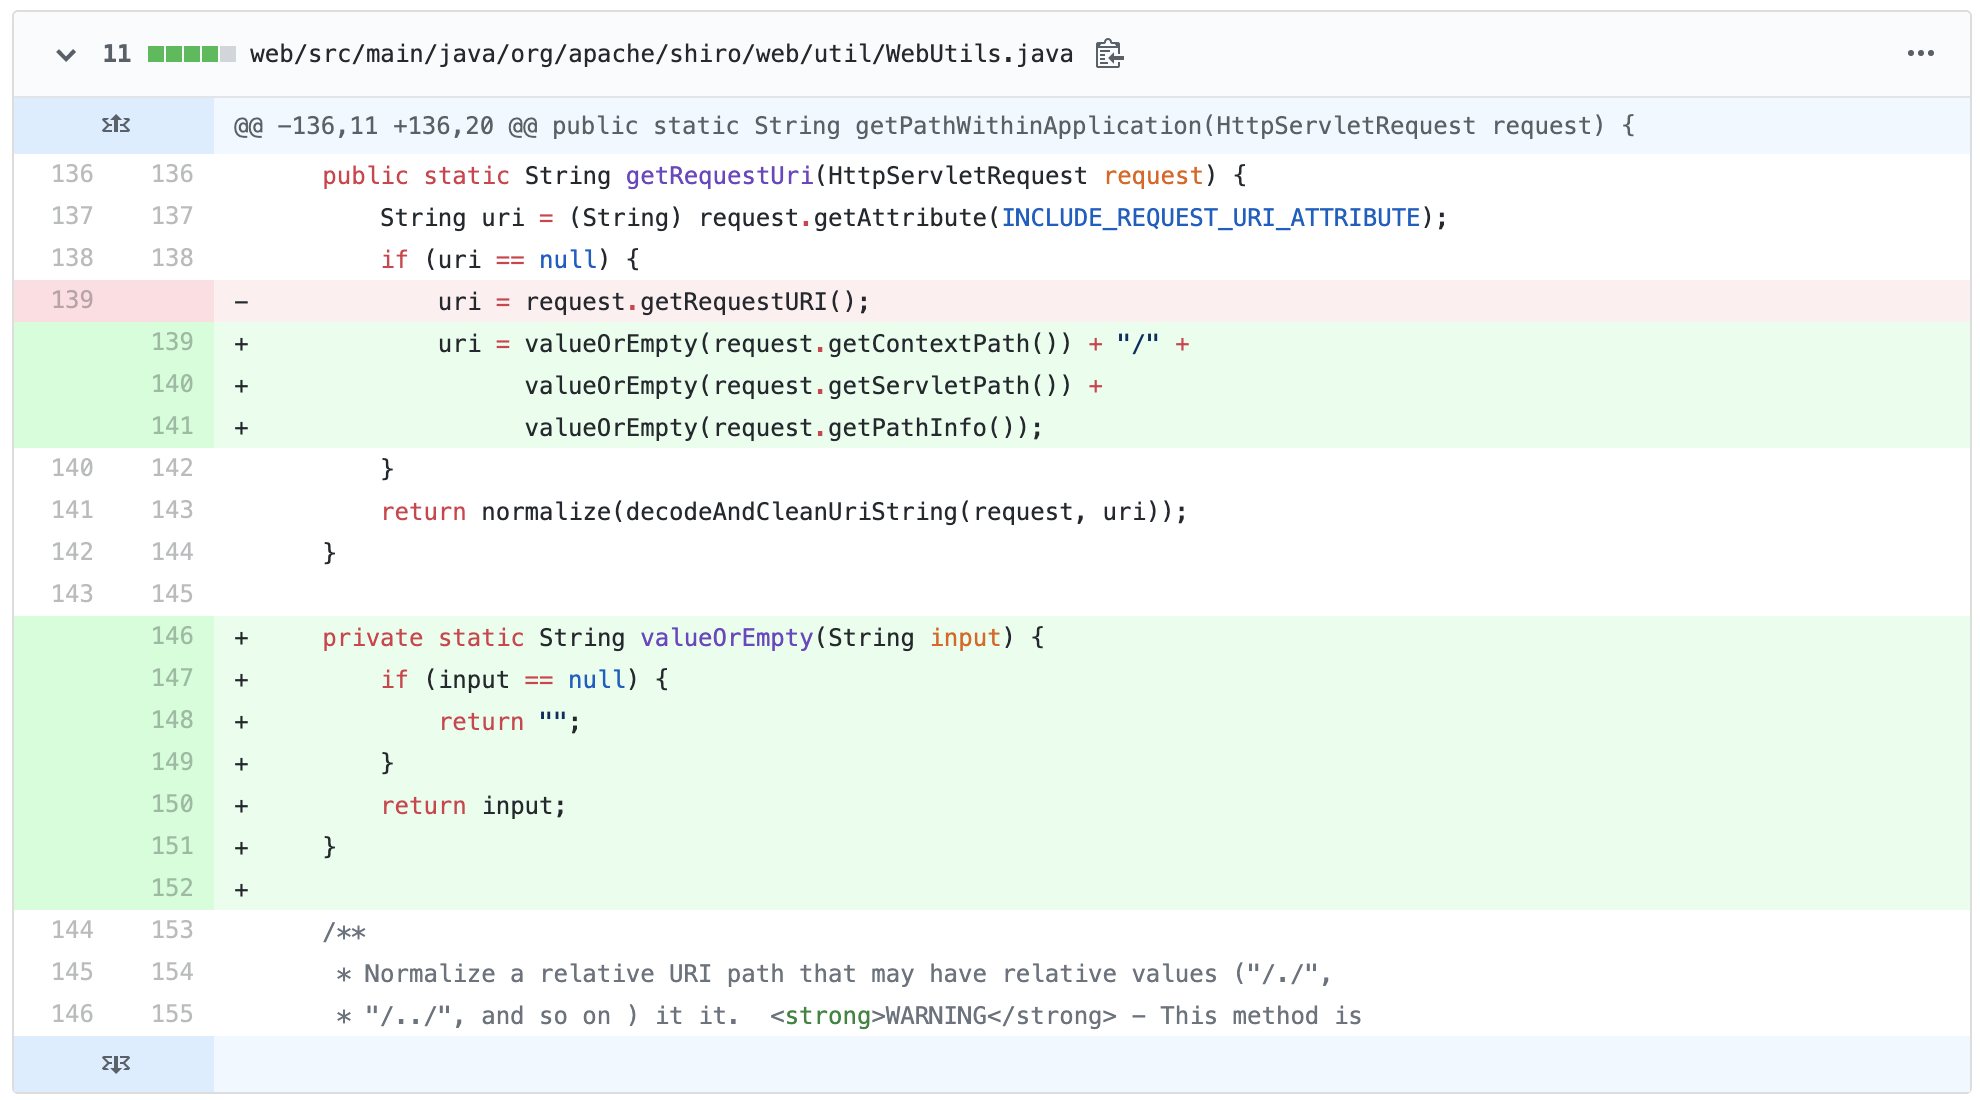 11 web/src/main/java/org/apache/shiro/web/util/WebUtils.java
@@ -136,11 +136,20 @@ public static String getPathWithinApplication(HttpServletRequest request) {
136 136     public static String getRequestUri(HttpServletRequest request) {
137 137         String uri = (String) request.getAttribute(INCLUDE_REQUEST_URI_ATTRIBUTE);
138 138         if (uri == null) {
139 -             uri = request.getRequestURI();
139 +             uri = valueOrEmpty(request.getContextPath()) + "/" +
140 +                   valueOrEmpty(request.getServletPath()) +
141 +                   valueOrEmpty(request.getPathInfo());
140 142         }
141 143         return normalize(decodeAndCleanUriString(request, uri));
142 144     }
143 145
146 +     private static String valueOrEmpty(String input) {
147 +         if (input == null) {
148 +             return "";
149 +         }
150 +         return input;
151 +     }
152 +
144 153     /**
145 154      * Normalize a relative URI path that may have relative values ("/./",
146 155      * "/../", and so on ) it it.  <strong>WARNING</strong> - This method is